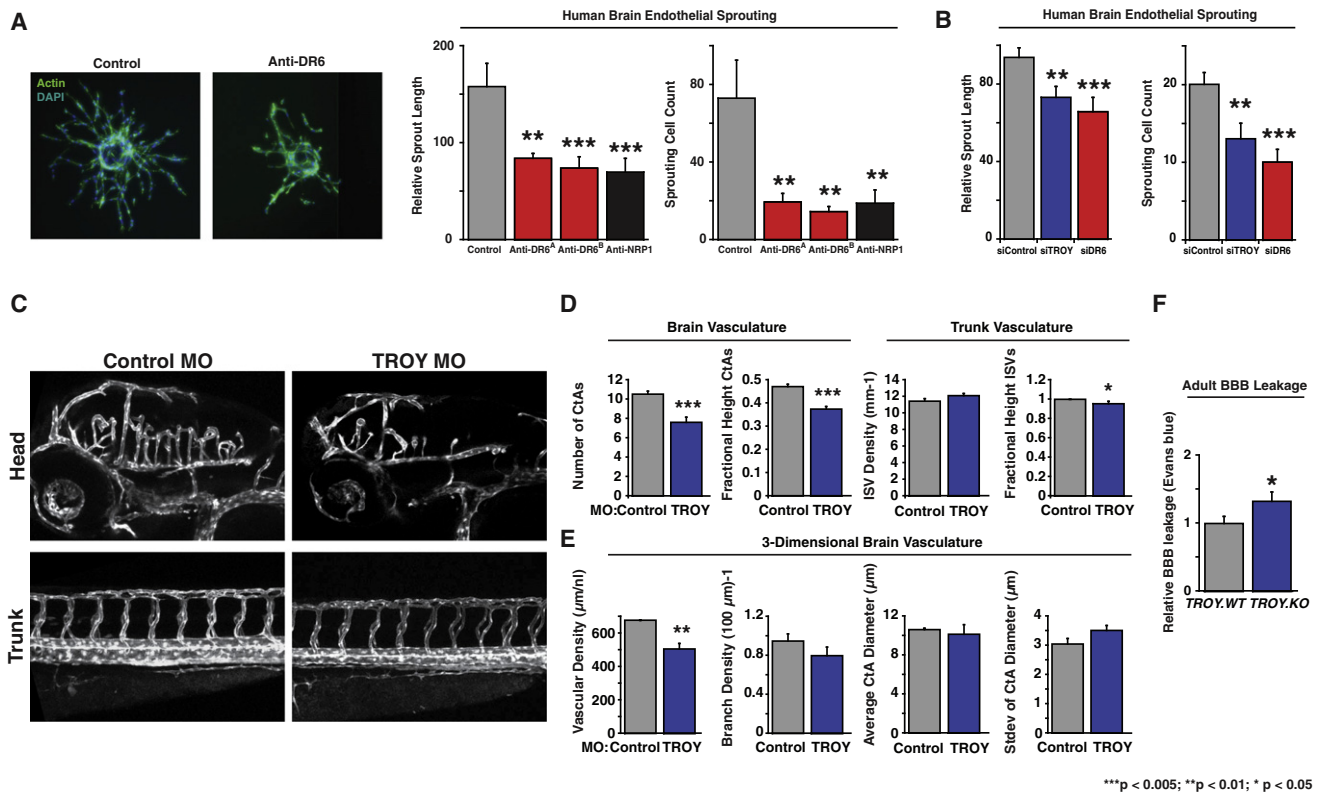 A
Control
Anti-DR6
Actin
DAPI
Human Brain Endothelial Sprouting
Relative Sprout Length
200
100
0
**
***
***
Control
Anti-DR6A
Anti-DR6B
Anti-NRP1
Sprouting Cell Count
80
40
0
**
**
**
Control
Anti-DR6A
Anti-DR6B
Anti-NRP1
B
Human Brain Endothelial Sprouting
Relative Sprout Length
80
40
0
**
***
siControl
siTROY
siDR6
Sprouting Cell Count
20
10
0
**
***
siControl
siTROY
siDR6
C
Control MO
TROY MO
Head
Trunk
D
Brain Vasculature
Number of CtAs
12
10
8
6
4
2
0
***
MO:Control TROY
Fractional Height CtAs
0.5
0.4
0.3
0.2
0.1
0
***
Control TROY
Trunk Vasculature
ISV Density (mm-1)
14
12
10
8
6
4
2
0
Control TROY
Fractional Height ISVs
1.2
1
0.8
0.6
0.4
0.2
0
*
Control TROY
E
3-Dimensional Brain Vasculature
Vascular Density (µm/nl)
600
400
200
0
**
MO:Control TROY
Branch Density (100 µm)-1
1.2
0.8
0.4
0
Control TROY
Average CtA Diameter (µm)
12
9
6
3
0
Control TROY
Stdev of CtA Diameter (µm)
4
3
2
1
0
Control TROY
F
Adult BBB Leakage
Relative BBB leakage (Evans blue)
2
1
0
*
TROY.WT TROY.KO
***p < 0.005; **p < 0.01; * p < 0.05